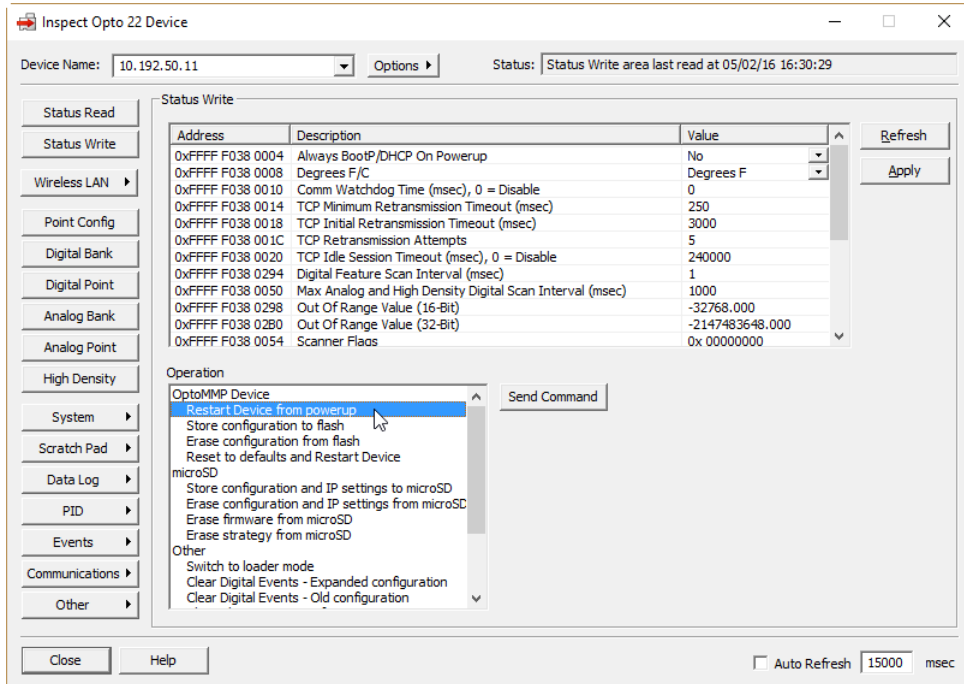 Inspect Opto 22 Device
Device Name: 10.192.50.11 Options Status: Status Write area last read at 05/02/16 16:30:29
Status Read
Status Write
Wireless LAN
Point Config
Digital Bank
Digital Point
Analog Bank
Analog Point
High Density
System
Scratch Pad
Data Log
PID
Events
Communications
Other
Status Write
Address Description Value
0xFFFF F038 0004 Always BootP/DHCP On Powerup No
0xFFFF F038 0008 Degrees F/C Degrees F
0xFFFF F038 0010 Comm Watchdog Time (msec), 0 = Disable 0
0xFFFF F038 0014 TCP Minimum Retransmission Timeout (msec) 250
0xFFFF F038 0018 TCP Initial Retransmission Timeout (msec) 3000
0xFFFF F038 001C TCP Retransmission Attempts 5
0xFFFF F038 0020 TCP Idle Session Timeout (msec), 0 = Disable 240000
0xFFFF F038 0294 Digital Feature Scan Interval (msec) 1
0xFFFF F038 0050 Max Analog and High Density Digital Scan Interval (msec) 1000
0xFFFF F038 0298 Out Of Range Value (16-Bit) -32768.000
0xFFFF F038 02B0 Out Of Range Value (32-Bit) -2147483648.000
0xFFFF F038 0054 Scanner Flags 0x 00000000
Refresh
Apply
Operation
OptoMMP Device
Restart Device from powerup
Store configuration to flash
Erase configuration from flash
Reset to defaults and Restart Device
microSD
Store configuration and IP settings to microSD
Erase configuration and IP settings from microSD
Erase firmware from microSD
Erase strategy from microSD
Other
Switch to loader mode
Clear Digital Events - Expanded configuration
Clear Digital Events - Old configuration
Send Command
Close Help Auto Refresh 15000 msec